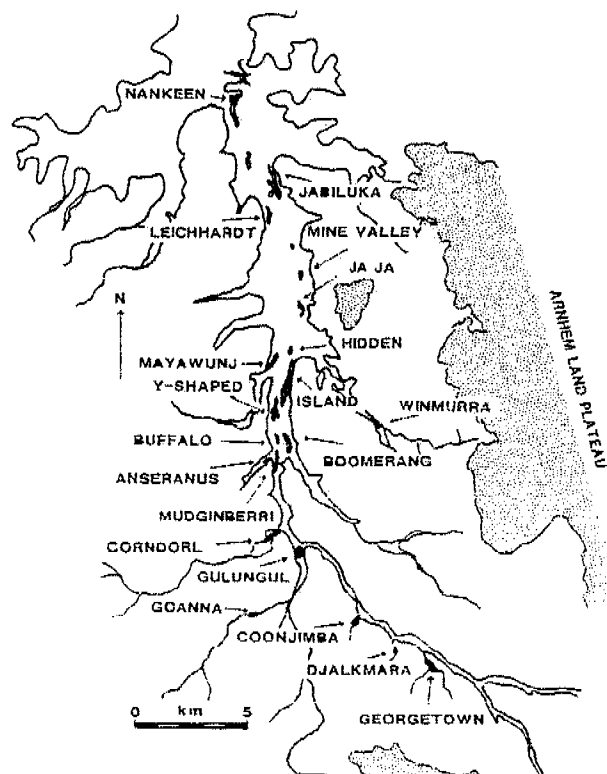 NANKEEN
JABILUKA
LEICHHARDT
MINE VALLEY
JA JA
N
ARNHEM LAND PLATEAU
HIDDEN
MAYAWUNJ
Y-SHAPED
ISLAND
WINMURRA
BUFFALO
BOOMERANG
ANSERANUS
MUDGINBERRI
CORNDORL
GULUNGUL
GOANNA
COONJIMBA
DJALKMARA
0 km 5
GEORGETOWN